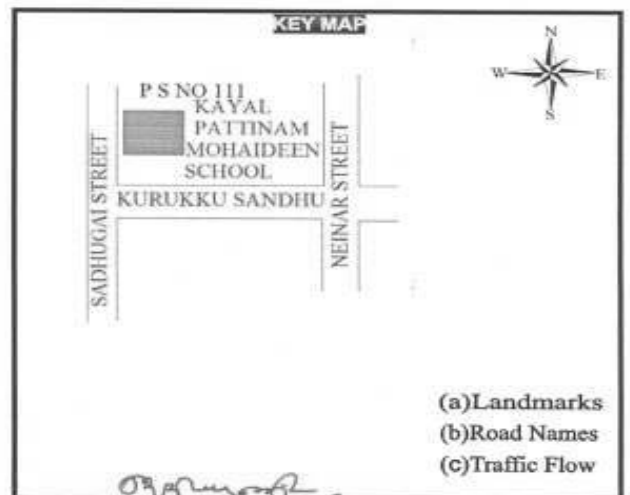 KEY MAP
N
W
E
S
P S NO 111
KAYAL
PATTINAM
MOHAIDEEN
SCHOOL
SADHUGAI STREET
KURUKKU SANDHU
NEINAR STREET
(a)Landmarks
(b)Road Names
(c)Traffic Flow